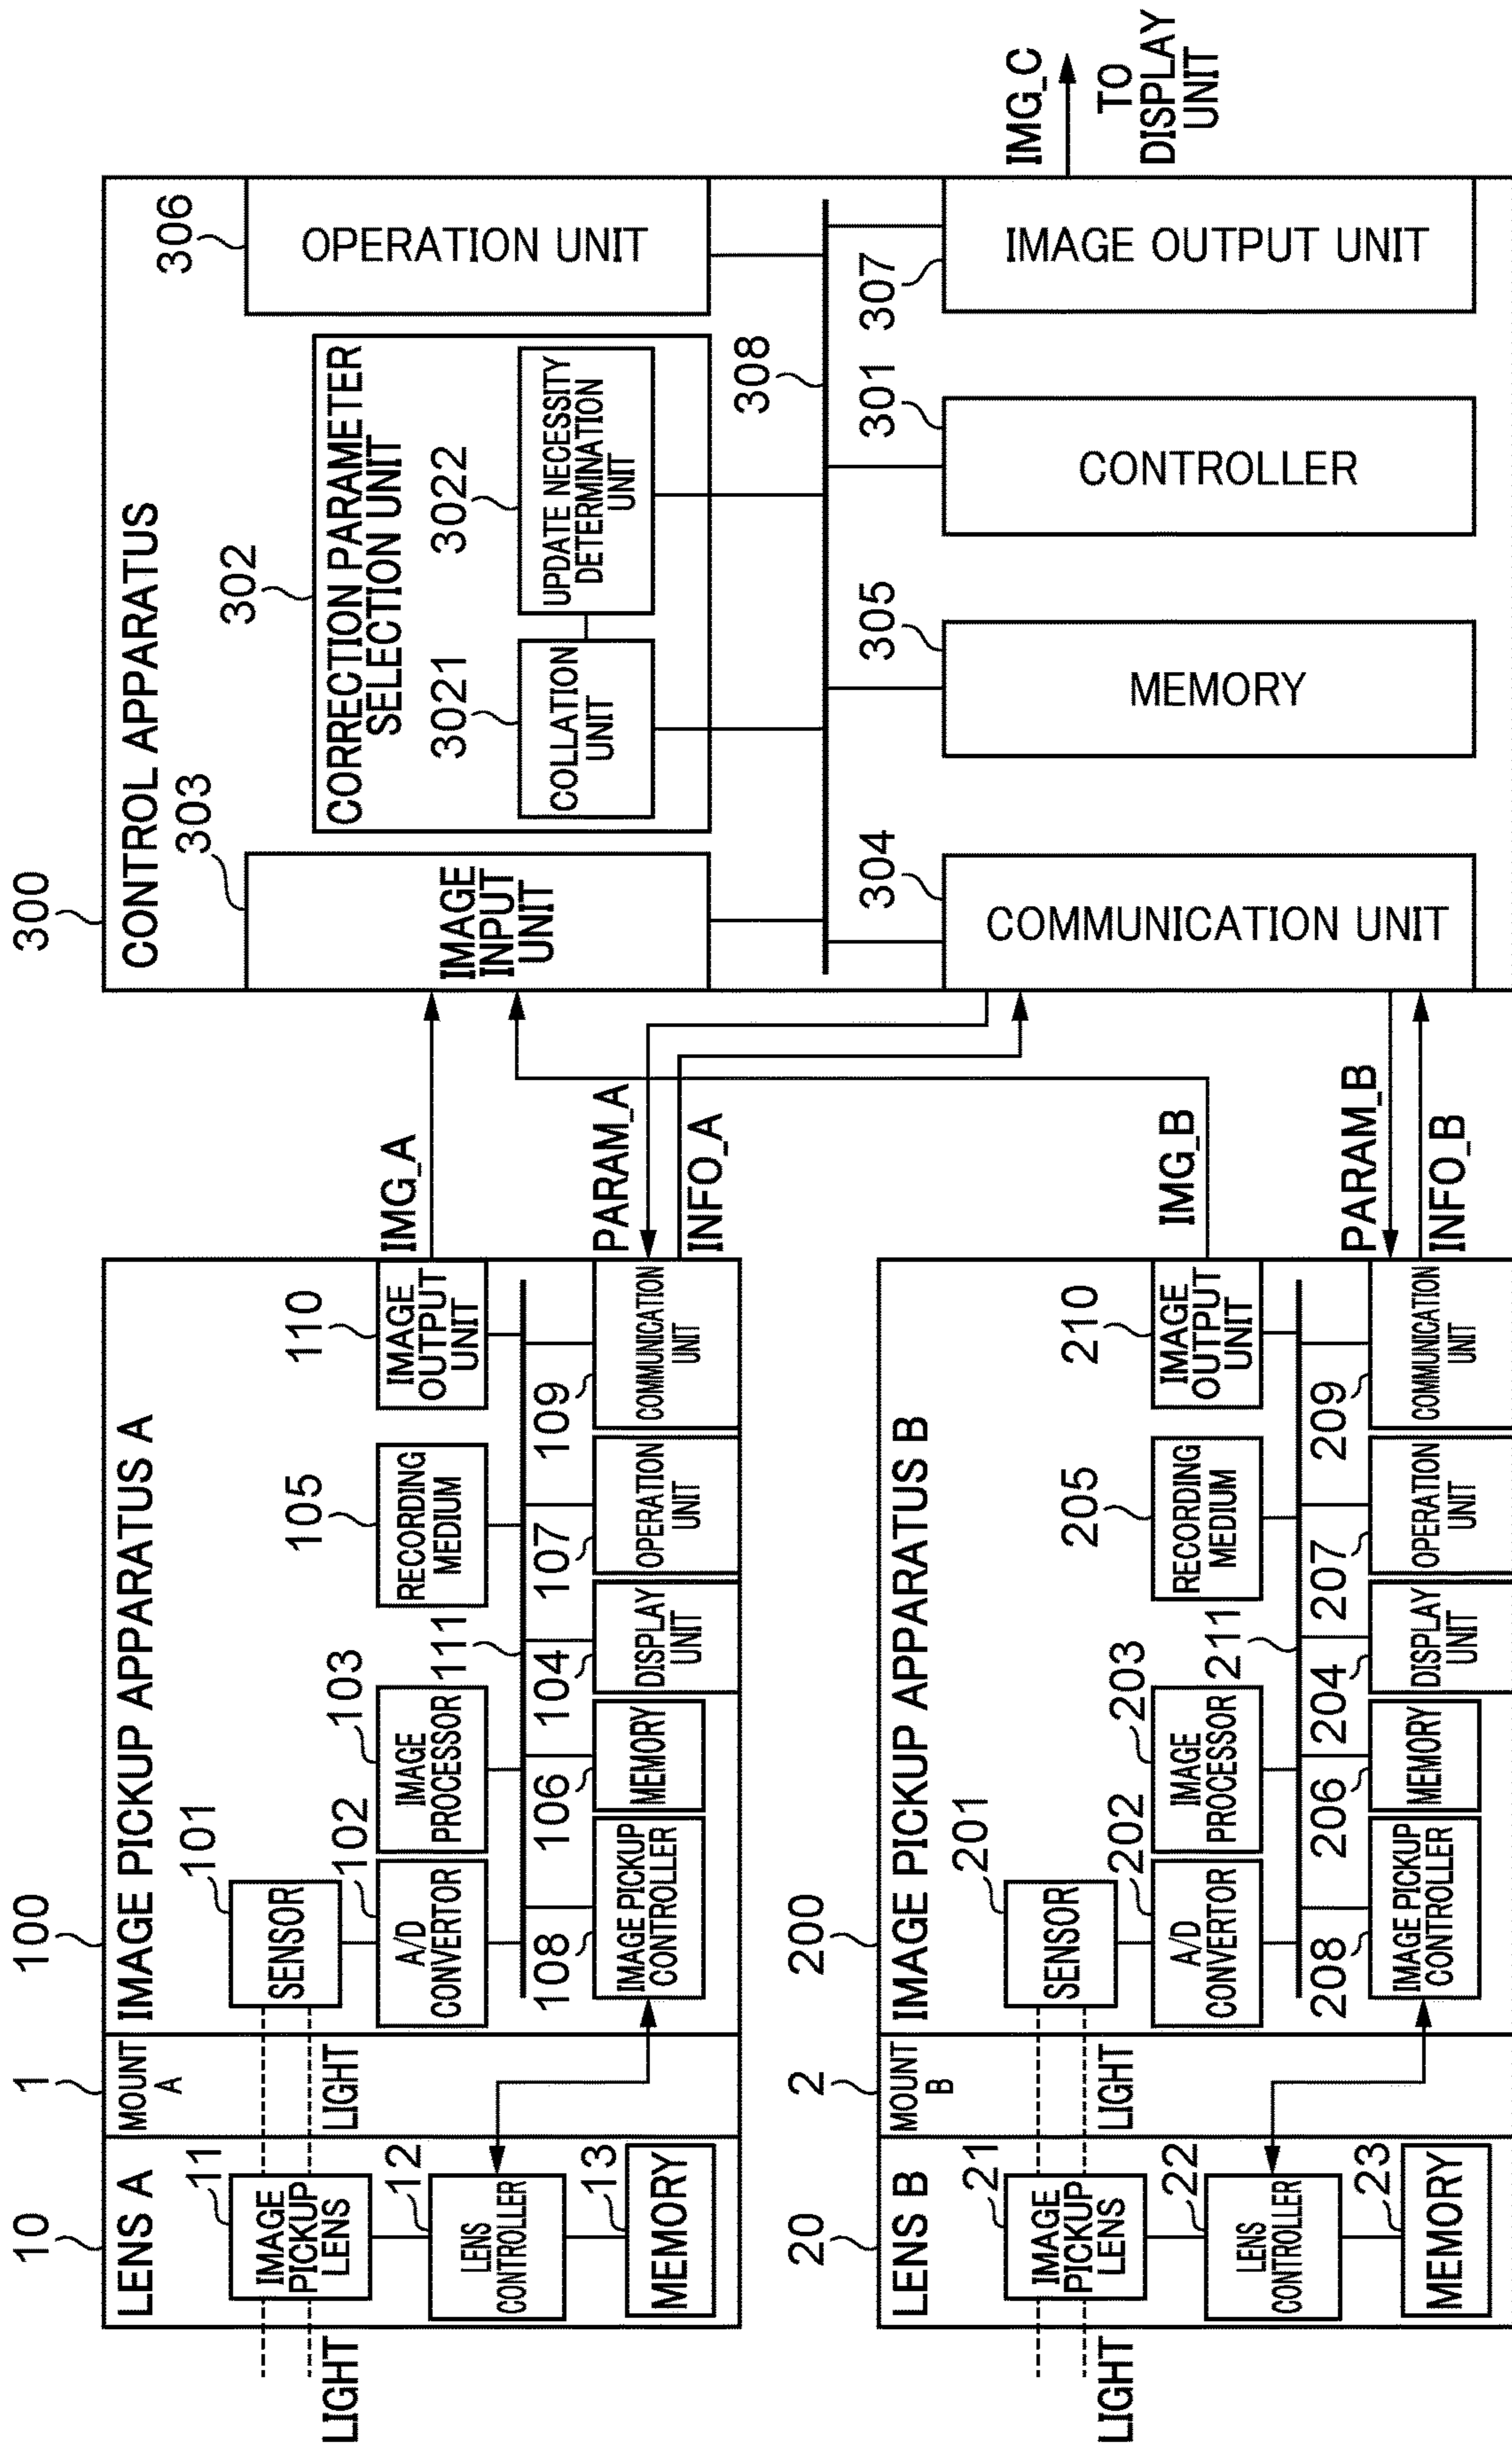 10
LENS A
11
IMAGE
PICKUP
LENS
12
LENS
CONTROLLER
13
MEMORY
LIGHT
1
MOUNT
A
LIGHT
100
IMAGE PICKUP APPARATUS A
101
SENSOR
102
A/D
CONVERTOR
103
IMAGE
PROCESSOR
105
RECORDING
MEDIUM
110
IMAGE
OUTPUT
UNIT
111
108
IMAGE PICKUP
CONTROLLER
106
MEMORY
104
DISPLAY
UNIT
107
OPERATION
UNIT
109
COMMUNICATION
UNIT
IMG_A
PARAM_A
INFO_A
20
LENS B
21
IMAGE
PICKUP
LENS
22
LENS
CONTROLLER
23
MEMORY
LIGHT
2
MOUNT
B
LIGHT
200
IMAGE PICKUP APPARATUS B
201
SENSOR
202
A/D
CONVERTOR
203
IMAGE
PROCESSOR
205
RECORDING
MEDIUM
210
IMAGE
OUTPUT
UNIT
211
208
IMAGE PICKUP
CONTROLLER
206
MEMORY
204
DISPLAY
UNIT
207
OPERATION
UNIT
209
COMMUNICATION
UNIT
IMG_B
PARAM_B
INFO_B
300
CONTROL APPARATUS
303
IMAGE
INPUT
UNIT
302
CORRECTION PARAMETER
SELECTION UNIT
3021
COLLATION
UNIT
3022
UPDATE NECESSITY
DETERMINATION
UNIT
306
OPERATION UNIT
308
304
COMMUNICATION UNIT
305
MEMORY
301
CONTROLLER
307
IMAGE OUTPUT UNIT
IMG_C
TO
DISPLAY
UNIT